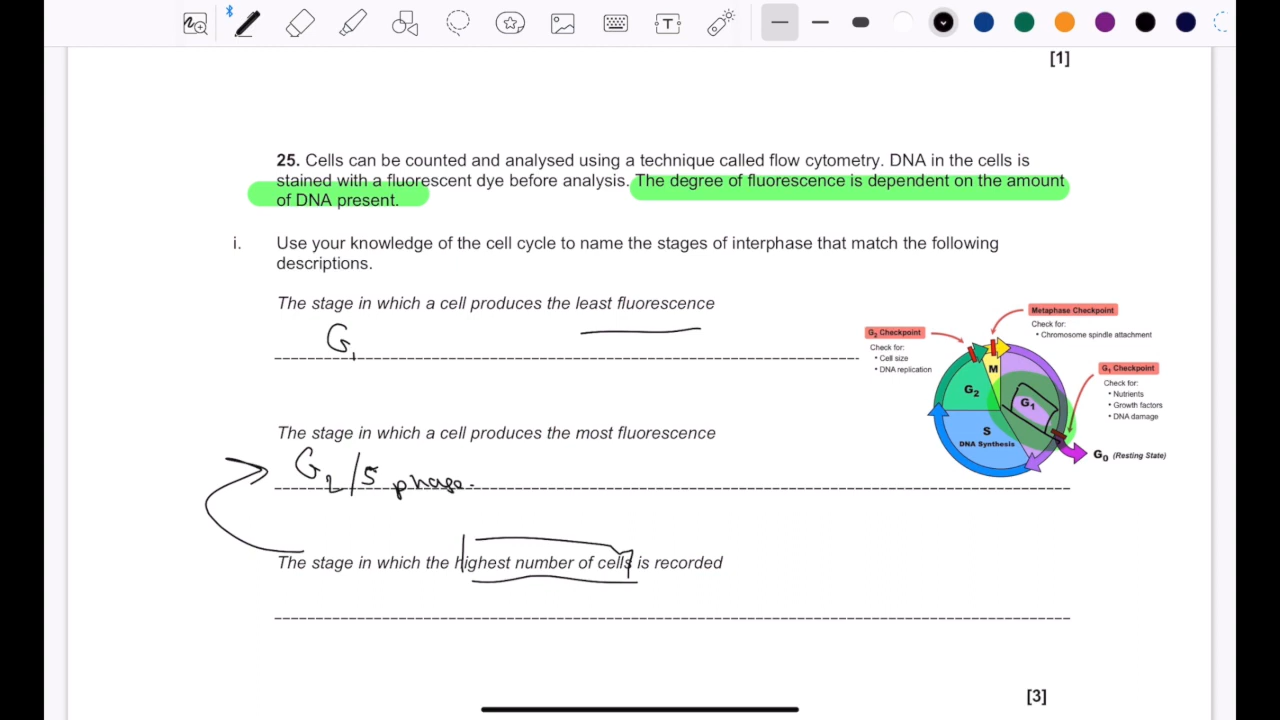 [1]
25. Cells can be counted and analysed using a technique called flow cytometry. DNA in the cells is
stained with a fluorescent dye before analysis. The degree of fluorescence is dependent on the amount
of DNA present.
i. Use your knowledge of the cell cycle to name the stages of interphase that match the following
descriptions.
The stage in which a cell produces the least fluorescence
G₁
The stage in which a cell produces the most fluorescence
G₂/S phase.
The stage in which the highest number of cells is recorded
[3]
Metaphase Checkpoint
Check for:
• Chromosome spindle attachment
G₂ Checkpoint
Check for:
• Cell size
• DNA replication
G₁ Checkpoint
Check for:
• Nutrients
• Growth factors
• DNA damage
M
G₂
G₁
S
DNA Synthesis
G₀ (Resting State)